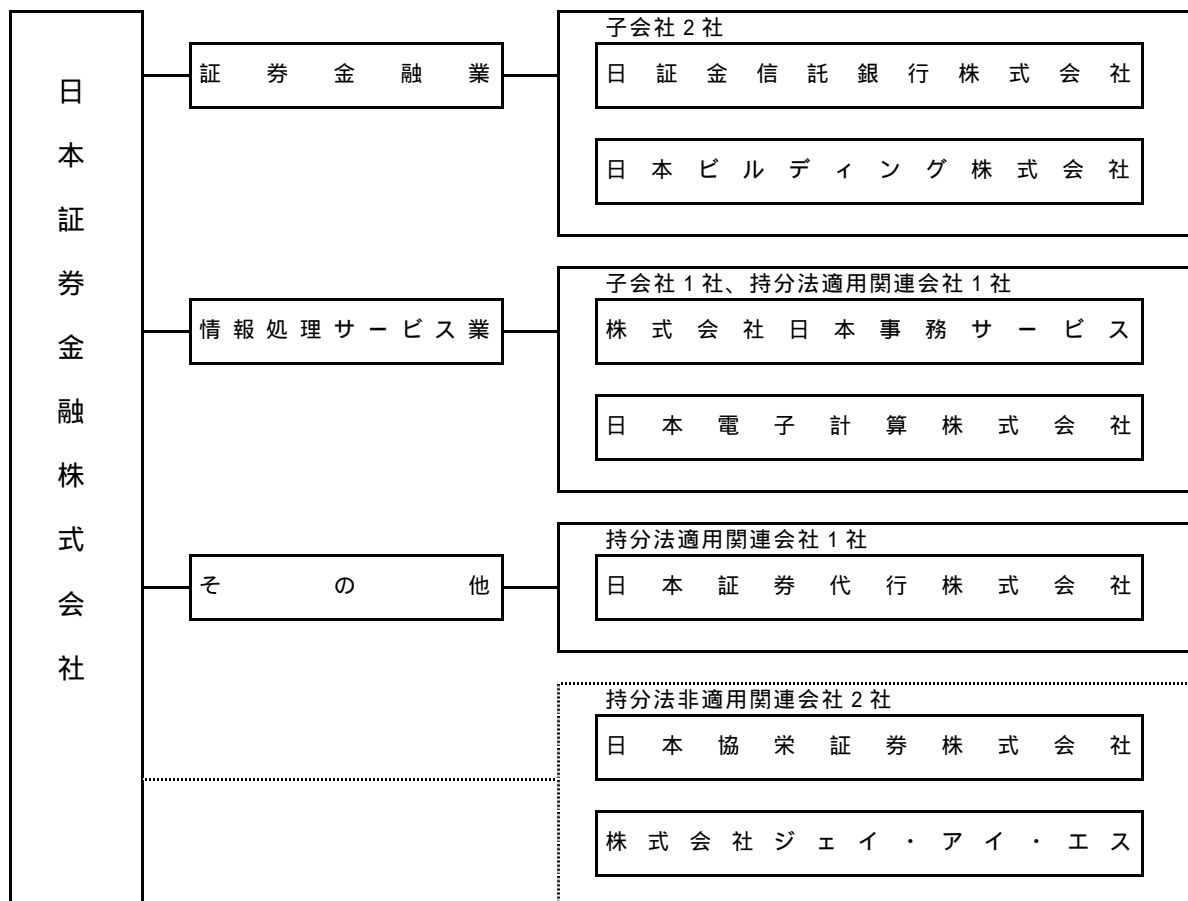 日本証券金融株式会社
証券金融業
子会社2社
日証金信託銀行株式会社
日本ビルディング株式会社
情報処理サービス業
子会社1社、持分法適用関連会社1社
株式会社日本事務サービス
日本電子計算株式会社
その他
持分法適用関連会社1社
日本証券代行株式会社
持分法非適用関連会社2社
日本協栄証券株式会社
株式会社ジェイ・アイ・エス